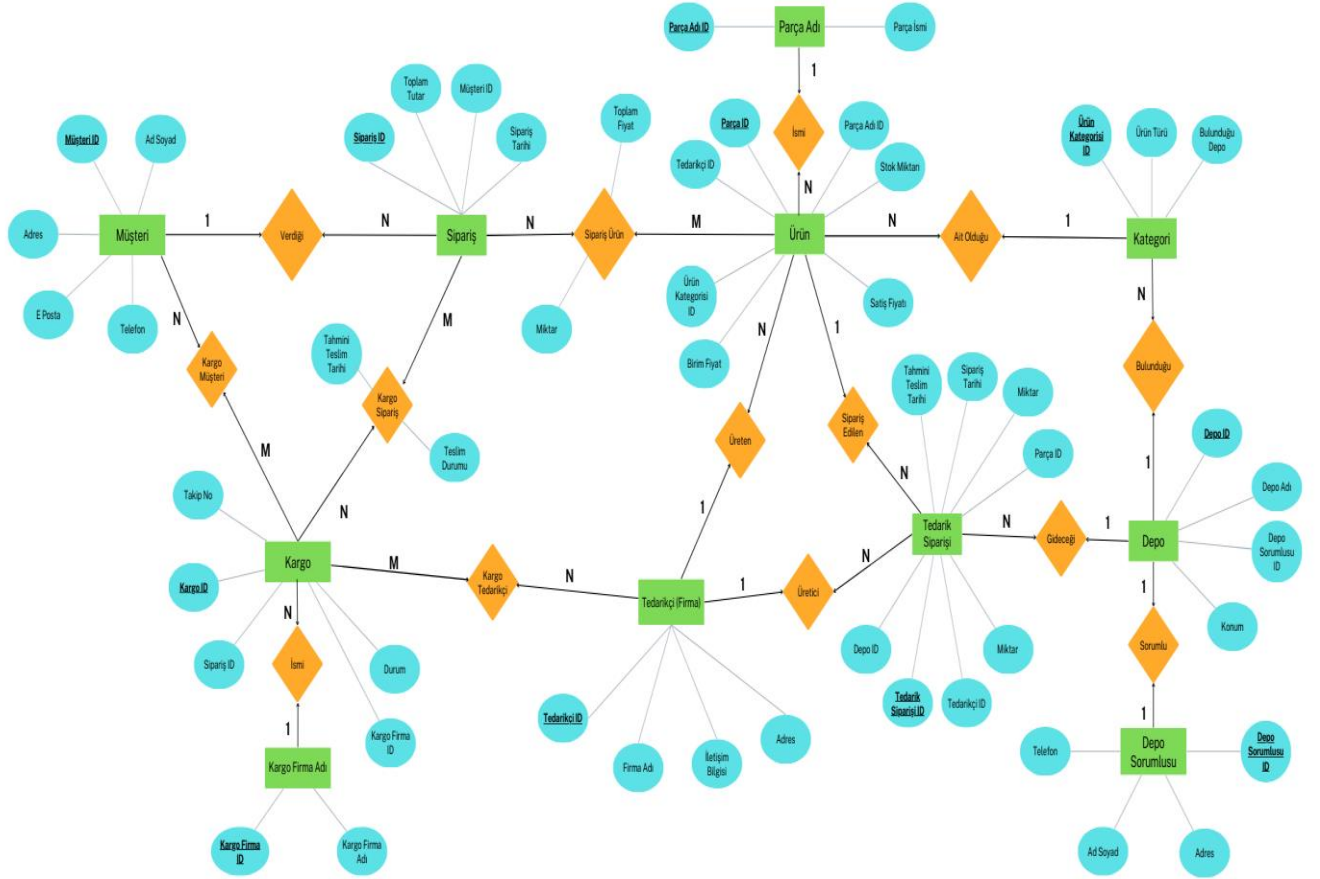 Parça Adı ID
Parça Adı
Parça İsmi
1
Toplam
Tutar
Müşteri ID
Sipariş ID
Sipariş
Tarihi
Toplam
Fiyat
Müşteri ID
Ad Soyad
Parça ID
İsmi
Parça Adı ID
Tedarikçi ID
Stok Miktarı
N
Ürün
Kategorisi
ID
Ürün Türü
Bulunduğu
Depo
Adres
Müşteri
1
Verdiği
N
Sipariş
N
Sipariş Ürün
M
Ürün
N
Ait Olduğu
1
Kategori
E Posta
Telefon
Miktar
Ürün
Kategorisi
ID
Birim Fiyat
Satiş Fiyatı
N
N
Kargo
Müşteri
M
M
Tahmini
Teslim
Tarihi
Kargo
Sipariş
Teslim
Durumu
N
N
Üreten
1
1
Sipariş
Edilen
N
Bulunduğu
1
Tahmini
Teslim
Tarihi
Sipariş
Tarihi
Miktar
Parça ID
Depo ID
Depo Adı
Depo
Sorumlusu
ID
Konum
Takip No
Kargo ID
Kargo
M
Kargo
Tedarikçi
N
Tedarikçi (Firma)
1
Üretici
N
Tedarik
Siparişi
N
Gideceği
1
Depo
Sipariş ID
N
İsmi
1
Durum
Kargo Firma
ID
Kargo Firma Adı
Kargo Firma
ID
Kargo Firma
Adı
Tedarikçi ID
Firma Adı
İletişim
Bilgisi
Adres
Depo ID
Tedarik
Siparişi ID
Tedarikçi ID
Miktar
1
Sorumlu
1
Telefon
Depo
Sorumlusu
Depo
Sorumlusu
ID
Ad Soyad
Adres